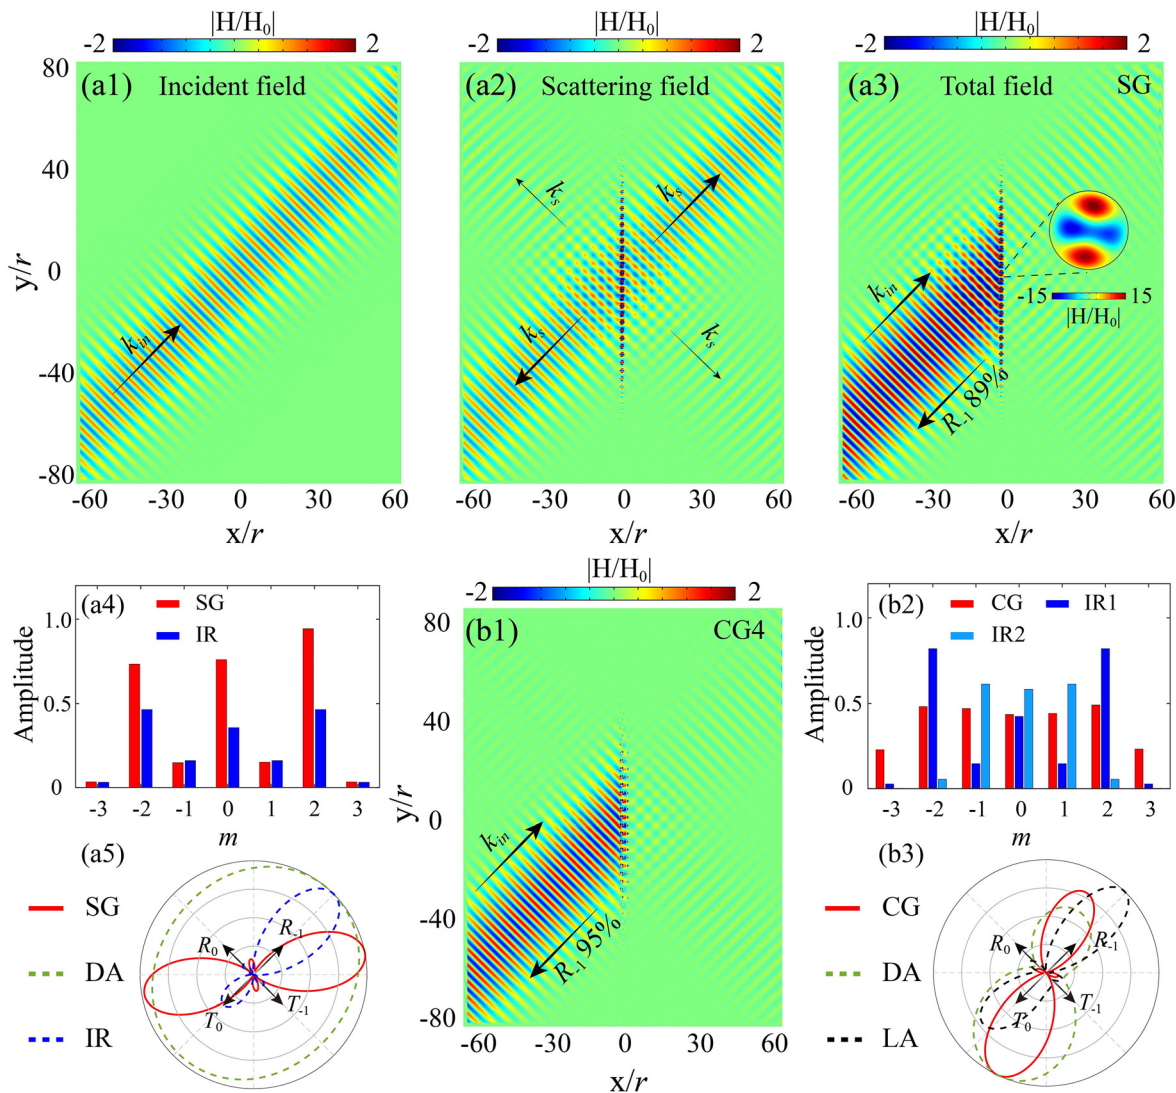 |H/H₀|
-2 2
|H/H₀|
-2 2
|H/H₀|
-2 2
(a1) Incident field
(a2) Scattering field
(a3) Total field SG
80
40
0
-40
-80
y/r
-60 -30 0 30 60
x/r
-60 -30 0 30 60
x/r
-60 -30 0 30 60
x/r
kᵢₙ
kₛ
kₛ
kₛ
kₛ
kᵢₙ
R₋₁ 89%
-15 15
|H/H₀|
(a4) SG
IR
1.0
0.5
0
Amplitude
-3 -2 -1 0 1 2 3
m
|H/H₀|
-2 2
(b1) CG4
80
40
0
-40
-80
y/r
kᵢₙ
R₋₁ 95%
-60 -30 0 30 60
x/r
(b2) CG IR1
IR2
1.0
0.5
0
Amplitude
-3 -2 -1 0 1 2 3
m
(a5)
SG
DA
IR
R₀ R₋₁
T₀ T₋₁
(b3)
CG
DA
LA
R₀ R₋₁
T₀ T₋₁